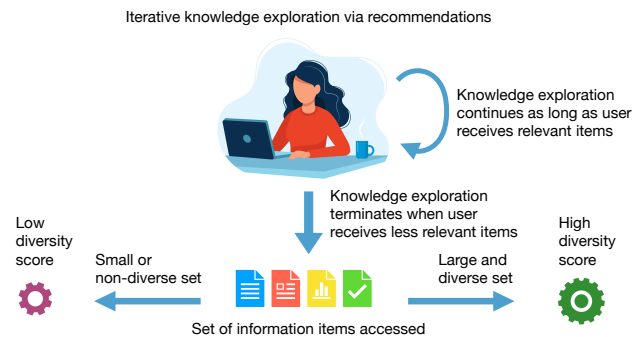 Iterative knowledge exploration via recommendations
Knowledge exploration
continues as long as user
receives relevant items
Knowledge exploration
terminates when user
receives less relevant items
Low
diversity
score
Small or
non-diverse set
Large and
diverse set
High
diversity
score
Set of information items accessed